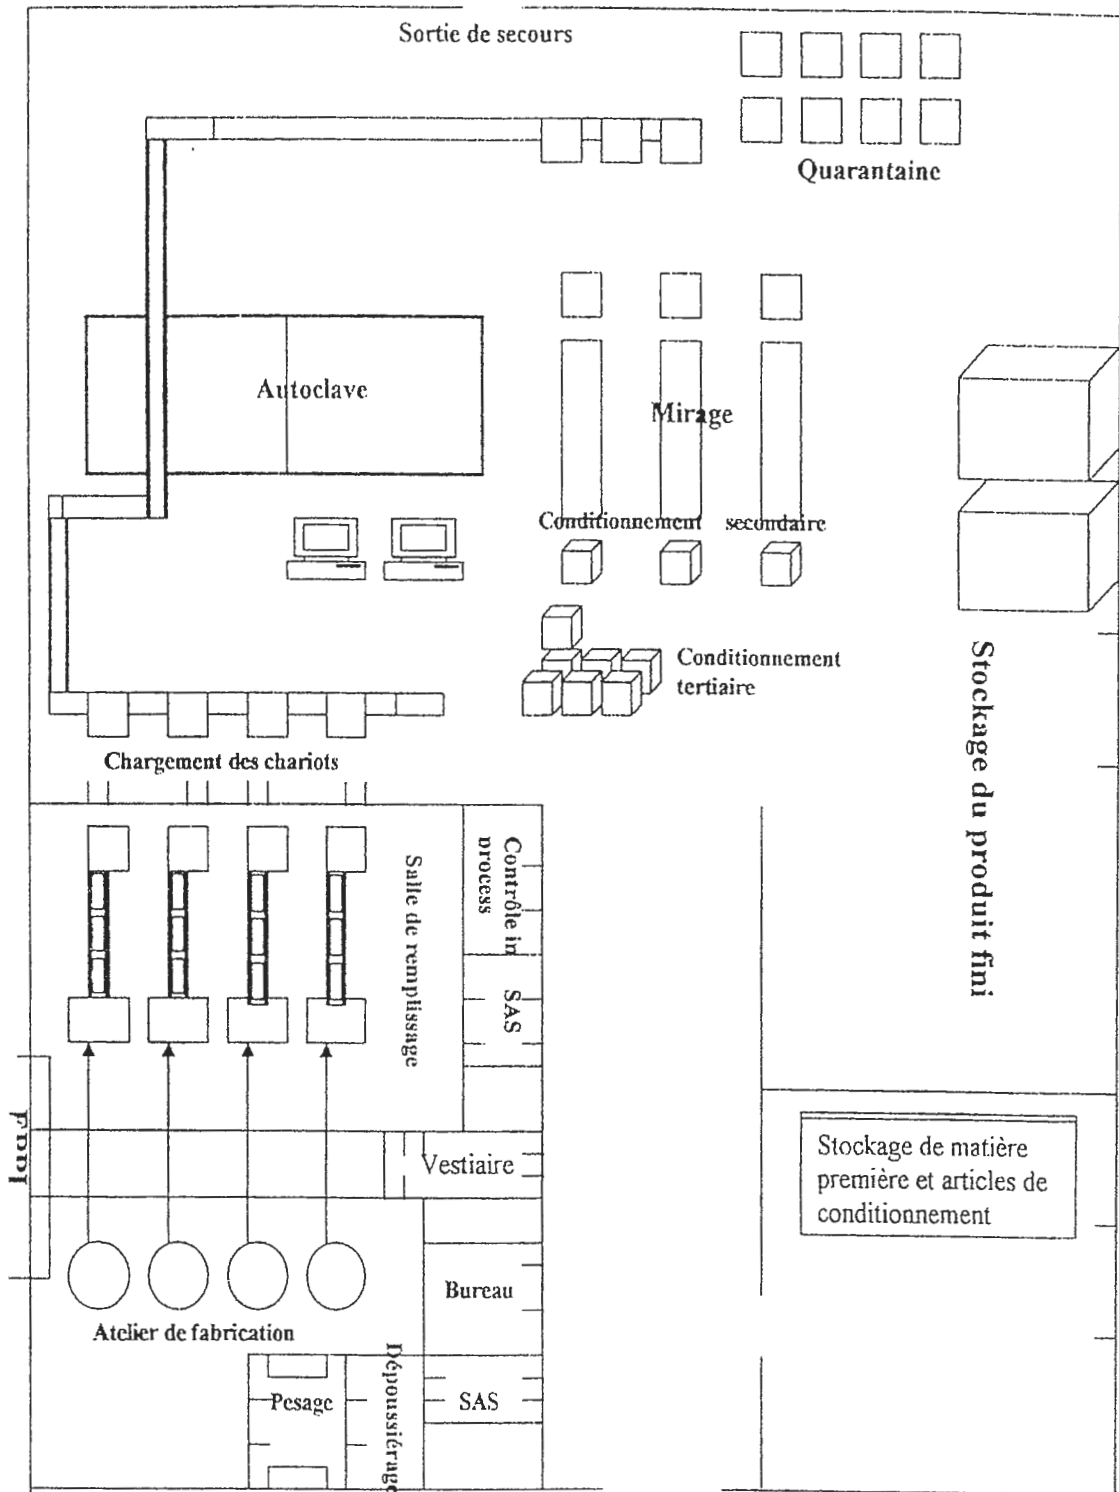 Sortie de secours
Quarantaine
Autoclave
Mirage
Conditionnement secondaire
Conditionnement
tertiaire
Stockage du produit fini
Chargement des chariots
Salle de remplissage
Contrôle in
process
SAS
Vestiaire
Stockage de matière
première et articles de
conditionnement
Bureau
Atelier de fabrication
Dépoussiérage
Pesage
SAS